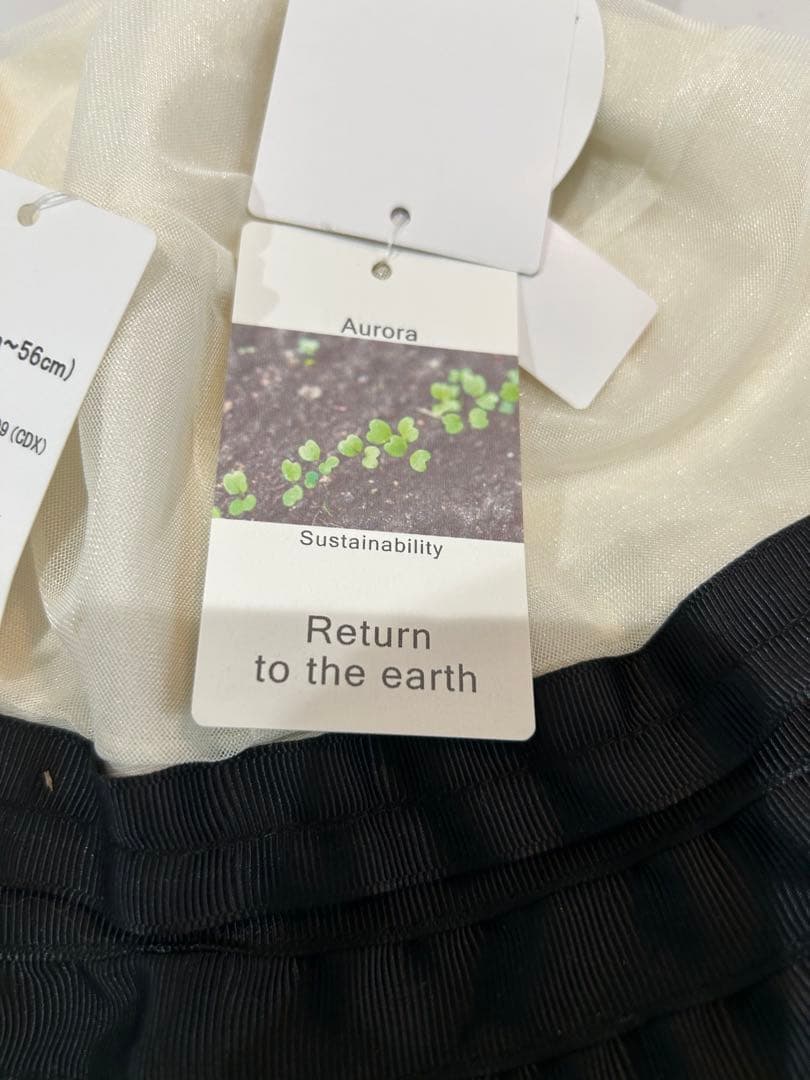 ~56cm)
9 (CDX)
Aurora
Sustainability
Return
to the earth